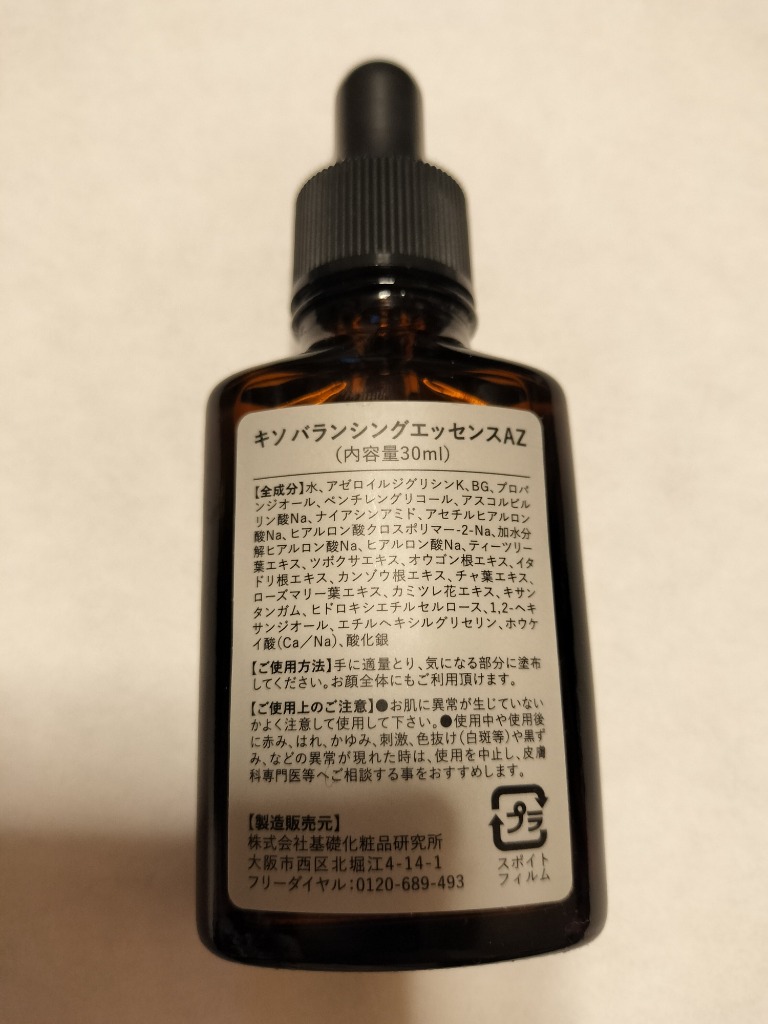 キソ バランシングエッセンスAZ
(内容量30ml)
【全成分】水、アゼロイルジグリシンK、BG、プロパ
ンジオール、ペンチレングリコール、アスコルビル
リン酸Na、ナイアシンアミド、アセチルヒアルロン
酸Na、ヒアルロン酸クロスポリマー-2-Na、加水分
解ヒアルロン酸Na、ヒアルロン酸Na、ティーツリー
葉エキス、ツボクサエキス、オウゴン根エキス、イタ
ドリ根エキス、カンゾウ根エキス、チャ葉エキス、
ローズマリー葉エキス、カミツレ花エキス、キサン
タンガム、ヒドロキシエチルセルロース、1,2-ヘキ
サンジオール、エチルヘキシルグリセリン、ホウケ
イ酸(Ca/Na)、酸化銀
【ご使用方法】手に適量とり、気になる部分に塗布
してください。お顔全体にもご利用頂けます。
【ご使用上のご注意】●お肌に異常が生じていない
かよく注意して使用して下さい。●使用中や使用後
に赤み、はれ、かゆみ、刺激、色抜け(白斑等)や黒ず
み、などの異常が現れた時は、使用を中止し、皮膚
科専門医等へご相談する事をおすすめします。
【製造販売元】
株式会社基礎化粧品研究所
大阪市西区北堀江4-14-1
フリーダイヤル:0120-689-493
プラ
スポイト
フィルム